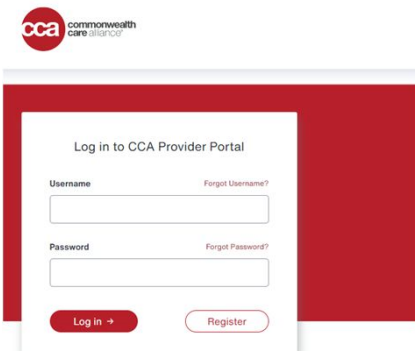 cca commonwealth
care alliance®
Log in to CCA Provider Portal
Username Forgot Username?
Password Forgot Password?
Log in → Register